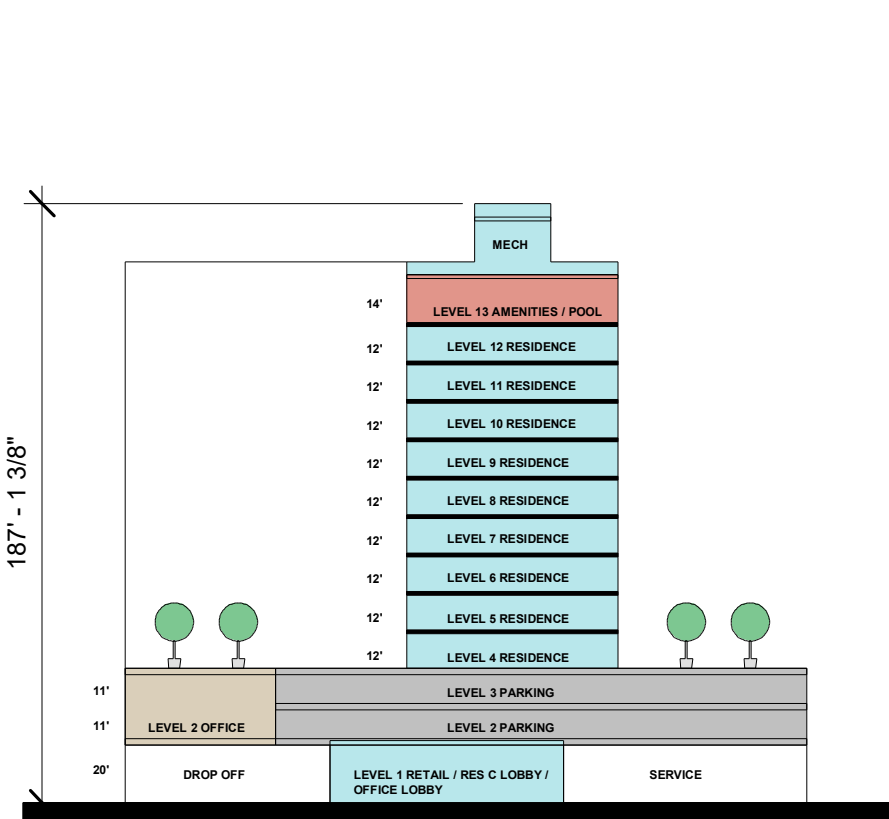 MECH
14'
LEVEL 13 AMENITIES / POOL
12'
LEVEL 12 RESIDENCE
12'
LEVEL 11 RESIDENCE
12'
LEVEL 10 RESIDENCE
12'
LEVEL 9 RESIDENCE
12'
LEVEL 8 RESIDENCE
12'
LEVEL 7 RESIDENCE
12'
LEVEL 6 RESIDENCE
12'
LEVEL 5 RESIDENCE
12'
LEVEL 4 RESIDENCE
187' - 1 3/8"
11'
LEVEL 3 PARKING
11'
LEVEL 2 OFFICE
LEVEL 2 PARKING
20'
DROP OFF
LEVEL 1 RETAIL / RES C LOBBY /
OFFICE LOBBY
SERVICE